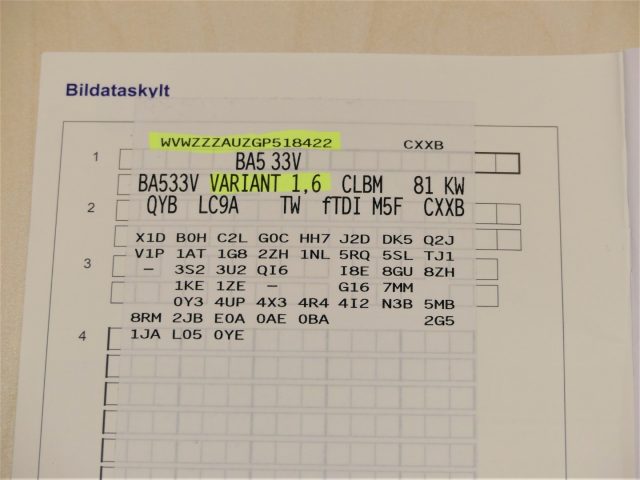 Bildataskylt
WVWZZZAUZGP518422 CXXB
1
BA5 33V
BA533V VARIANT 1,6 CLBM 81 KW
2 QYB LC9A TW fTDI M5F CXXB
X1D B0H C2L G0C HH7 J2D DK5 Q2J
V1P 1AT 1G8 2ZH 1NL 5RQ 5SL TJ1
3 – 3S2 3U2 QI6 I8E 8GU 8ZH
1KE 1ZE – G16 7MM
0Y3 4UP 4X3 4R4 4I2 N3B 5MB
8RM 2JB E0A 0AE 0BA 2G5
4 1JA L05 0YE